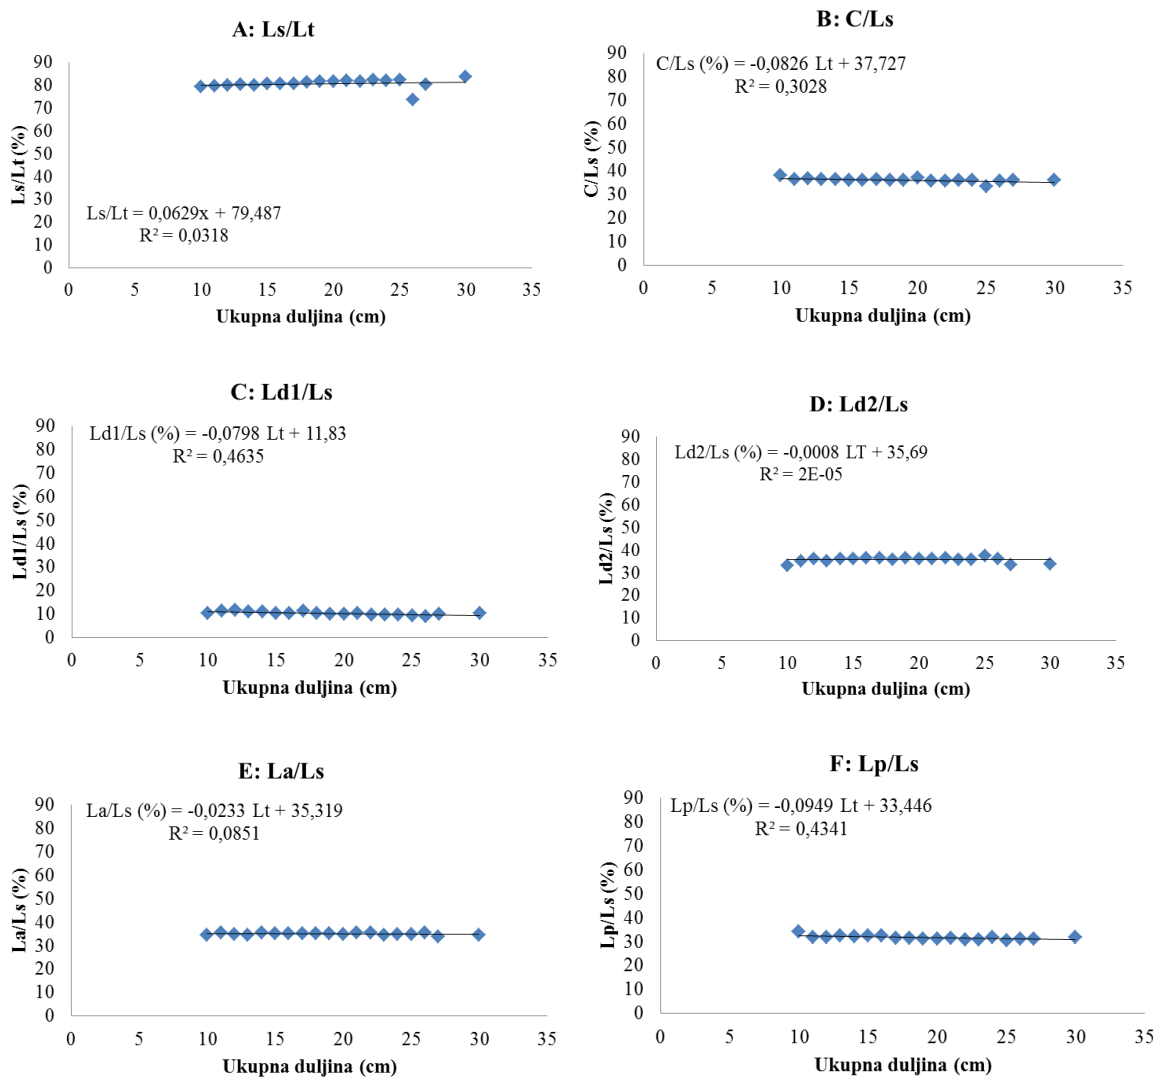 A: Ls/Lt
Ls/Lt (%)
90
80
70
60
50
40
30
20
10
0
Ls/Lt = 0,0629x + 79,487
R² = 0,0318
0 5 10 15 20 25 30 35
Ukupna duljina (cm)
B: C/Ls
C/Ls (%)
90
80
70
60
50
40
30
20
10
0
C/Ls (%) = -0,0826 Lt + 37,727
R² = 0,3028
0 5 10 15 20 25 30 35
Ukupna duljina (cm)
C: Ld1/Ls
Ld1/Ls (%)
90
80
70
60
50
40
30
20
10
0
Ld1/Ls (%) = -0,0798 Lt + 11,83
R² = 0,4635
0 5 10 15 20 25 30 35
Ukupna duljina (cm)
D: Ld2/Ls
Ld2/Ls (%)
90
80
70
60
50
40
30
20
10
0
Ld2/Ls (%) = -0,0008 LT + 35,69
R² = 2E-05
0 5 10 15 20 25 30 35
Ukupna duljina (cm)
E: La/Ls
La/Ls (%)
90
80
70
60
50
40
30
20
10
0
La/Ls (%) = -0,0233 Lt + 35,319
R² = 0,0851
0 5 10 15 20 25 30 35
Ukupna duljina (cm)
F: Lp/Ls
Lp/Ls (%)
90
80
70
60
50
40
30
20
10
0
Lp/Ls (%) = -0,0949 Lt + 33,446
R² = 0,4341
0 5 10 15 20 25 30 35
Ukupna duljina (cm)